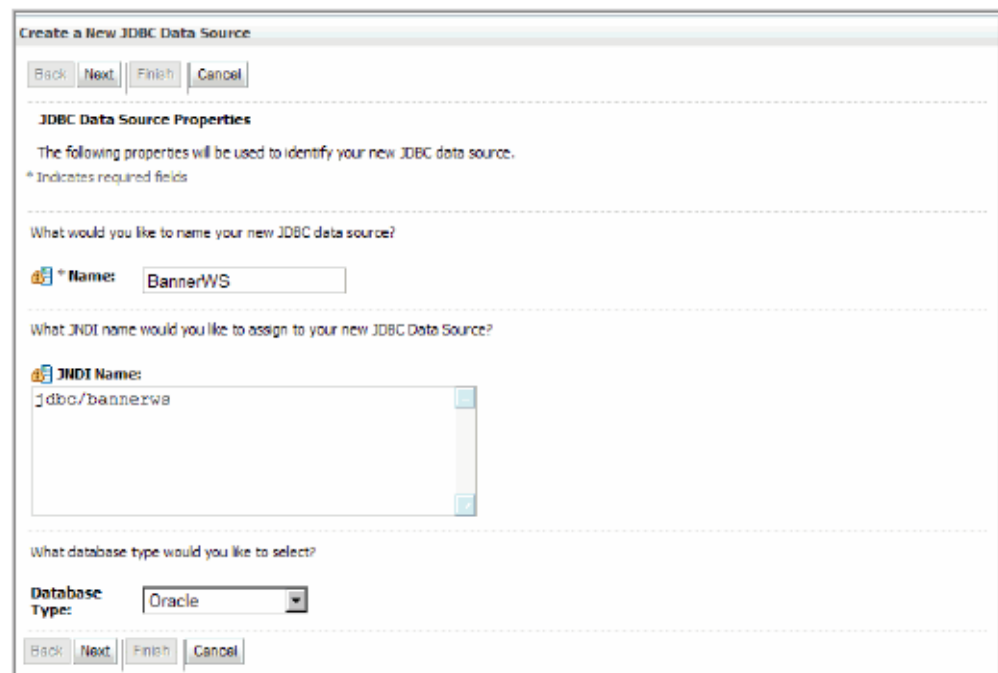 Create a New JDBC Data Source
Back Next Finish Cancel
JDBC Data Source Properties
The following properties will be used to identify your new JDBC data source.
* Indicates required fields
What would you like to name your new JDBC data source?
* Name: BannerWS
What JNDI name would you like to assign to your new JDBC Data Source?
JNDI Name:
jdbc/bannerws
What database type would you like to select?
Database Type: Oracle
Back Next Finish Cancel